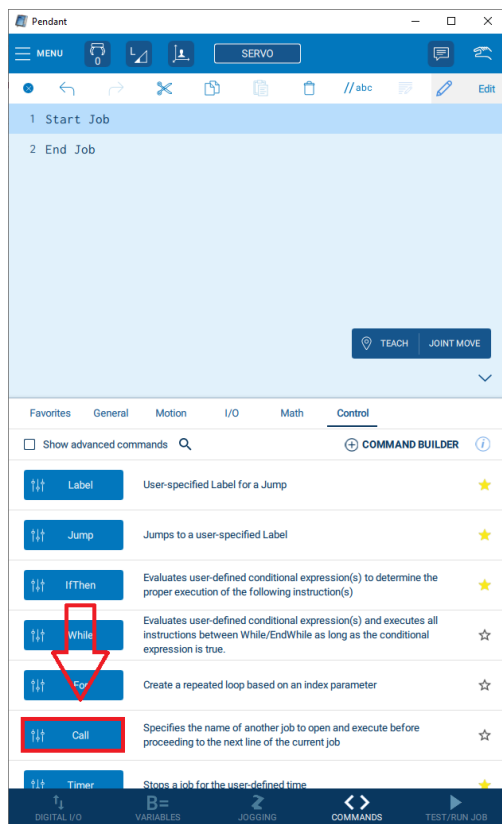 Pendant
MENU
0
L
SERVO
// abc
Edit
1 Start Job
2 End Job
TEACH
JOINT MOVE
Favorites General Motion I/O Math Control
Show advanced commands
COMMAND BUILDER
i
Label
User-specified Label for a Jump
Jump
Jumps to a user-specified Label
IfThen
Evaluates user-defined conditional expression(s) to determine the
proper execution of the following instruction(s)
While
Evaluates user-defined conditional expression(s) and executes all
instructions between While/EndWhile as long as the conditional
expression is true.
For
Create a repeated loop based on an index parameter
Call
Specifies the name of another job to open and execute before
proceeding to the next line of the current job
Timer
Stops a job for the user-defined time
DIGITAL I/O
B=
VARIABLES
JOGGING
COMMANDS
TEST/RUN JOB